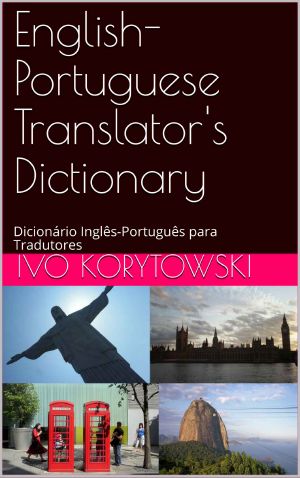 English-
Portuguese
Translator's
Dictionary
Dicionário Inglês-Português para
Tradutores
IVO KORYTOWSKI